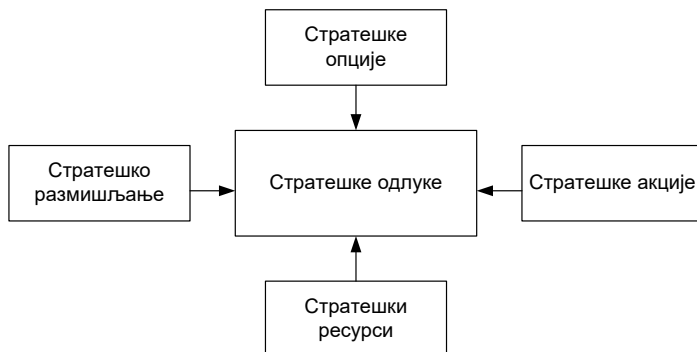 Стратешке
опције
Стратешко
размишљање
Стратешке одлуке
Стратешке акције
Стратешки
ресурси